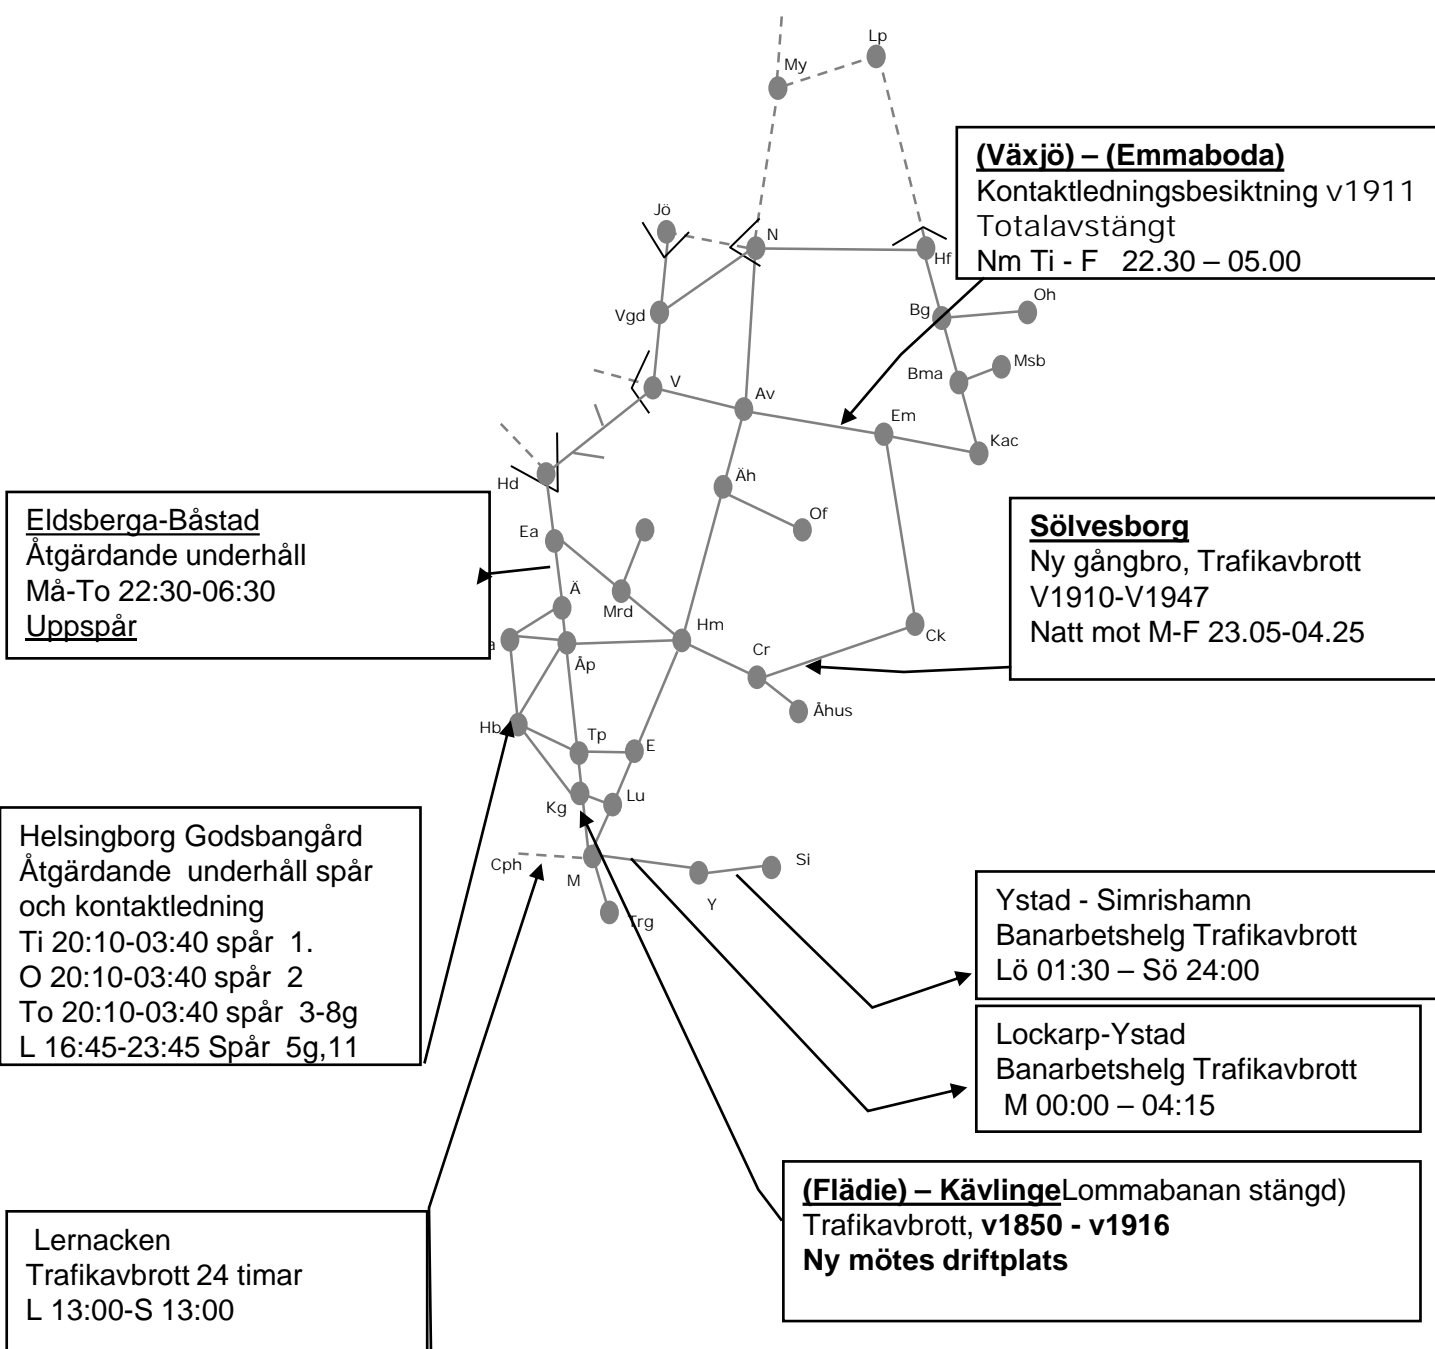 Lp
My
(Växjö) – (Emmaboda)
Kontaktledningsbesiktning v1911
Totalavstängt
Nm Ti - F 22.30 – 05.00
Jö
N
Hf
Oh
Vgd
Bg
Msb
Bma
V
Av
Em
Kac
Hd
Äh
Of
Eldsberga-Båstad
Åtgärdande underhåll
Må-To 22:30-06:30
Uppspår
Ea
Sölvesborg
Ny gångbro, Trafikavbrott
V1910-V1947
Natt mot M-F 23.05-04.25
Ä
Mrd
Hm
Ck
a
Åp
Cr
Åhus
Hb
Tp
E
Kg
Lu
Helsingborg Godsbangård
Åtgärdande underhåll spår
och kontaktledning
Ti 20:10-03:40 spår 1.
O 20:10-03:40 spår 2
To 20:10-03:40 spår 3-8g
L 16:45-23:45 Spår 5g,11
Cph
M
Si
Y
Trg
Ystad - Simrishamn
Banarbetshelg Trafikavbrott
Lö 01:30 – Sö 24:00
Lockarp-Ystad
Banarbetshelg Trafikavbrott
M 00:00 – 04:15
(Flädie) – KävlingeLommabanan stängd)
Trafikavbrott, v1850 - v1916
Ny mötes driftplats
Lernacken
Trafikavbrott 24 timar
L 13:00-S 13:00